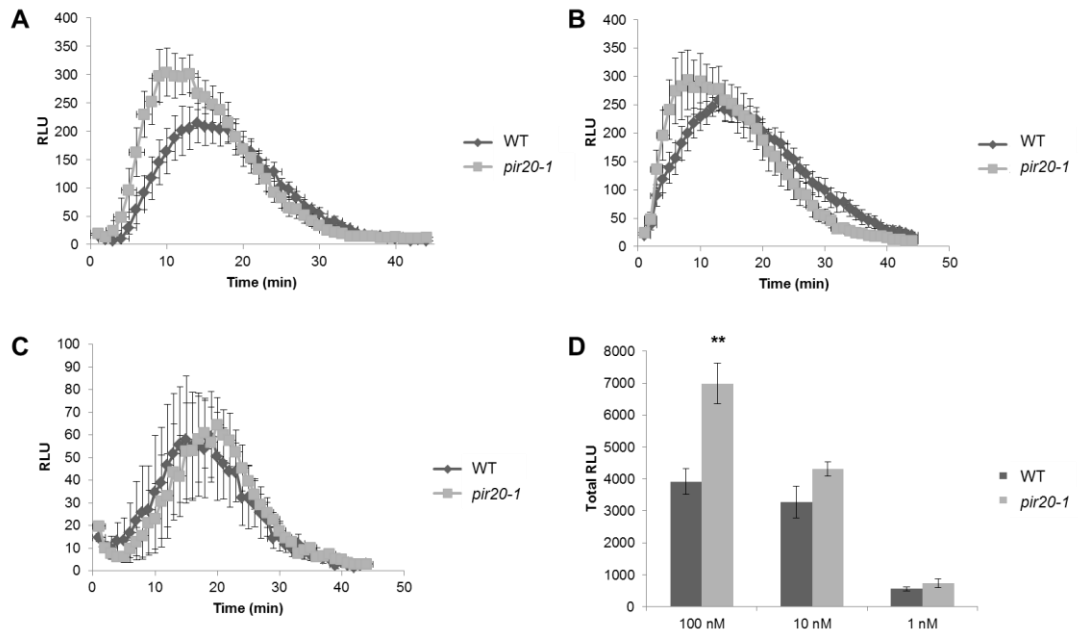 A
400
350
300
250
200
150
100
50
0
RLU
0 10 20 30 40
Time (min)
WT
pir20-1
B
400
350
300
250
200
150
100
50
0
RLU
0 10 20 30 40 50
Time (min)
WT
pir20-1
C
100
90
80
70
60
50
40
30
20
10
0
RLU
0 10 20 30 40 50
Time (min)
WT
pir20-1
D
**
8000
7000
6000
5000
4000
3000
2000
1000
0
Total RLU
100 nM 10 nM 1 nM
WT
pir20-1